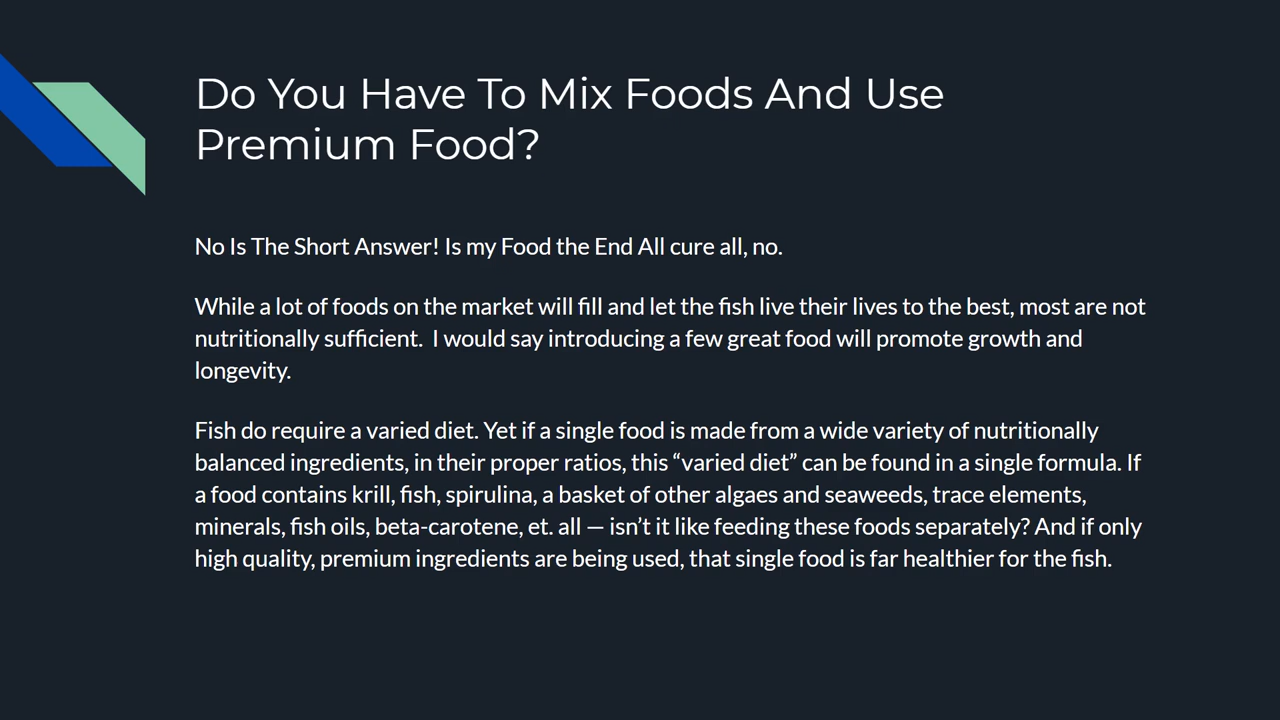 Do You Have To Mix Foods And Use
Premium Food?
No Is The Short Answer! Is my Food the End All cure all, no.
While a lot of foods on the market will fill and let the fish live their lives to the best, most are not
nutritionally sufficient.  I would say introducing a few great food will promote growth and
longevity.
Fish do require a varied diet. Yet if a single food is made from a wide variety of nutritionally
balanced ingredients, in their proper ratios, this “varied diet” can be found in a single formula. If
a food contains krill, fish, spirulina, a basket of other algaes and seaweeds, trace elements,
minerals, fish oils, beta-carotene, et. all — isn’t it like feeding these foods separately? And if only
high quality, premium ingredients are being used, that single food is far healthier for the fish.